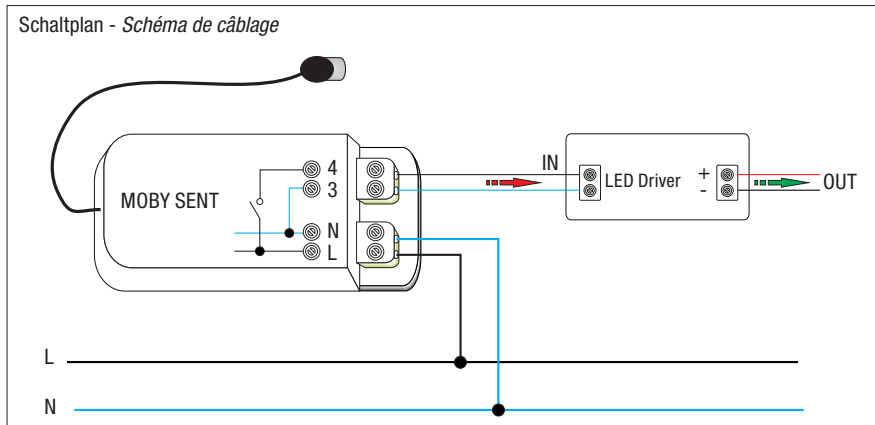 Schaltplan - Schéma de câblage
MOBY SENT
4
3
N
L
IN
LED Driver
+
-
OUT
L
N